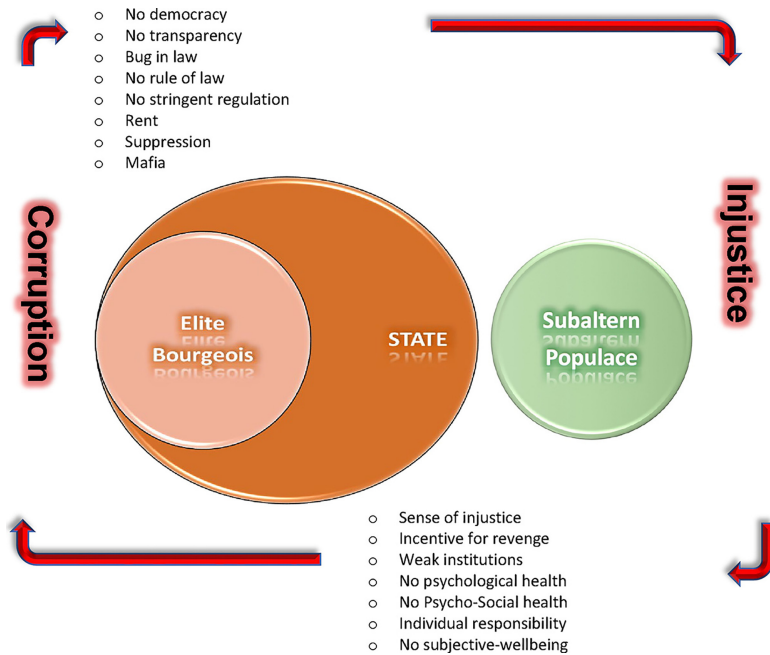 No democracy
No transparency
Bug in law
No rule of law
No stringent regulation
Rent
Suppression
Mafia
Corruption
Injustice
Elite
Bourgeois
STATE
Subaltern
Populace
Sense of injustice
Incentive for revenge
Weak institutions
No psychological health
No Psycho-Social health
Individual responsibility
No subjective-wellbeing